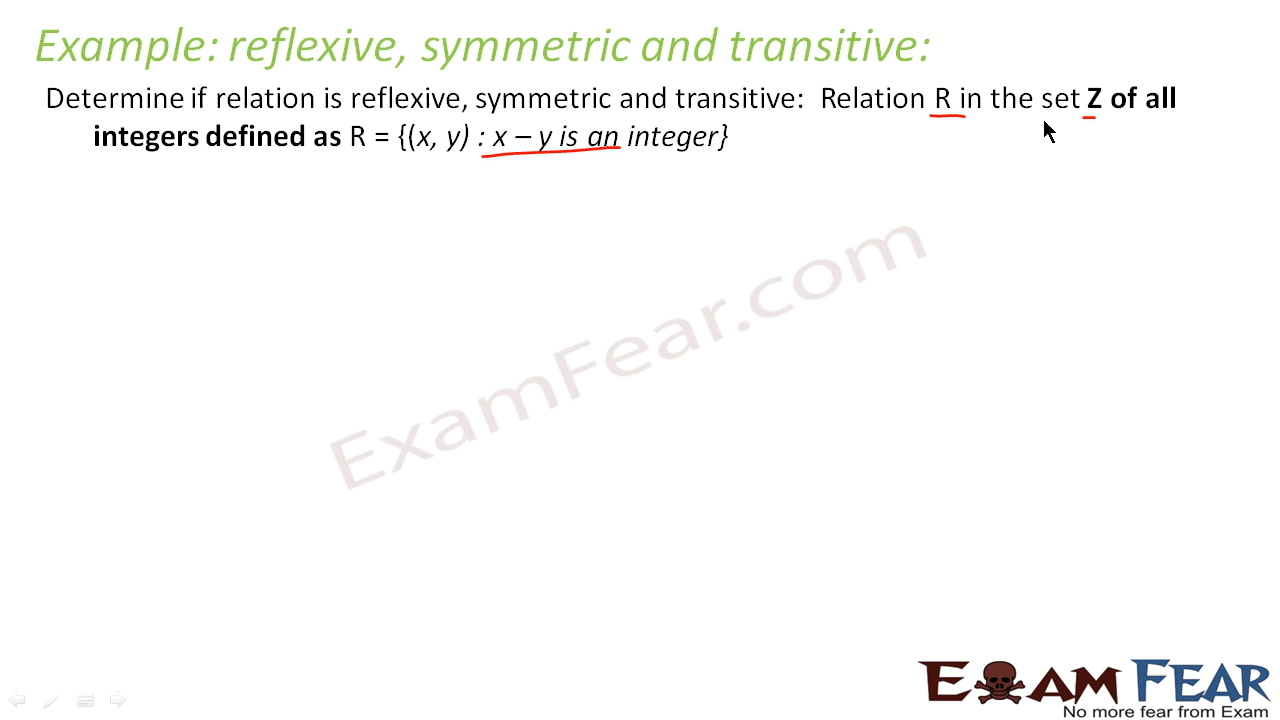 Example: reflexive, symmetric and transitive:
Determine if relation is reflexive, symmetric and transitive: Relation R in the set Z of all
integers defined as R = {(x, y) : x – y is an integer}
ExamFear.com
EXAM FEAR
No more fear from Exam